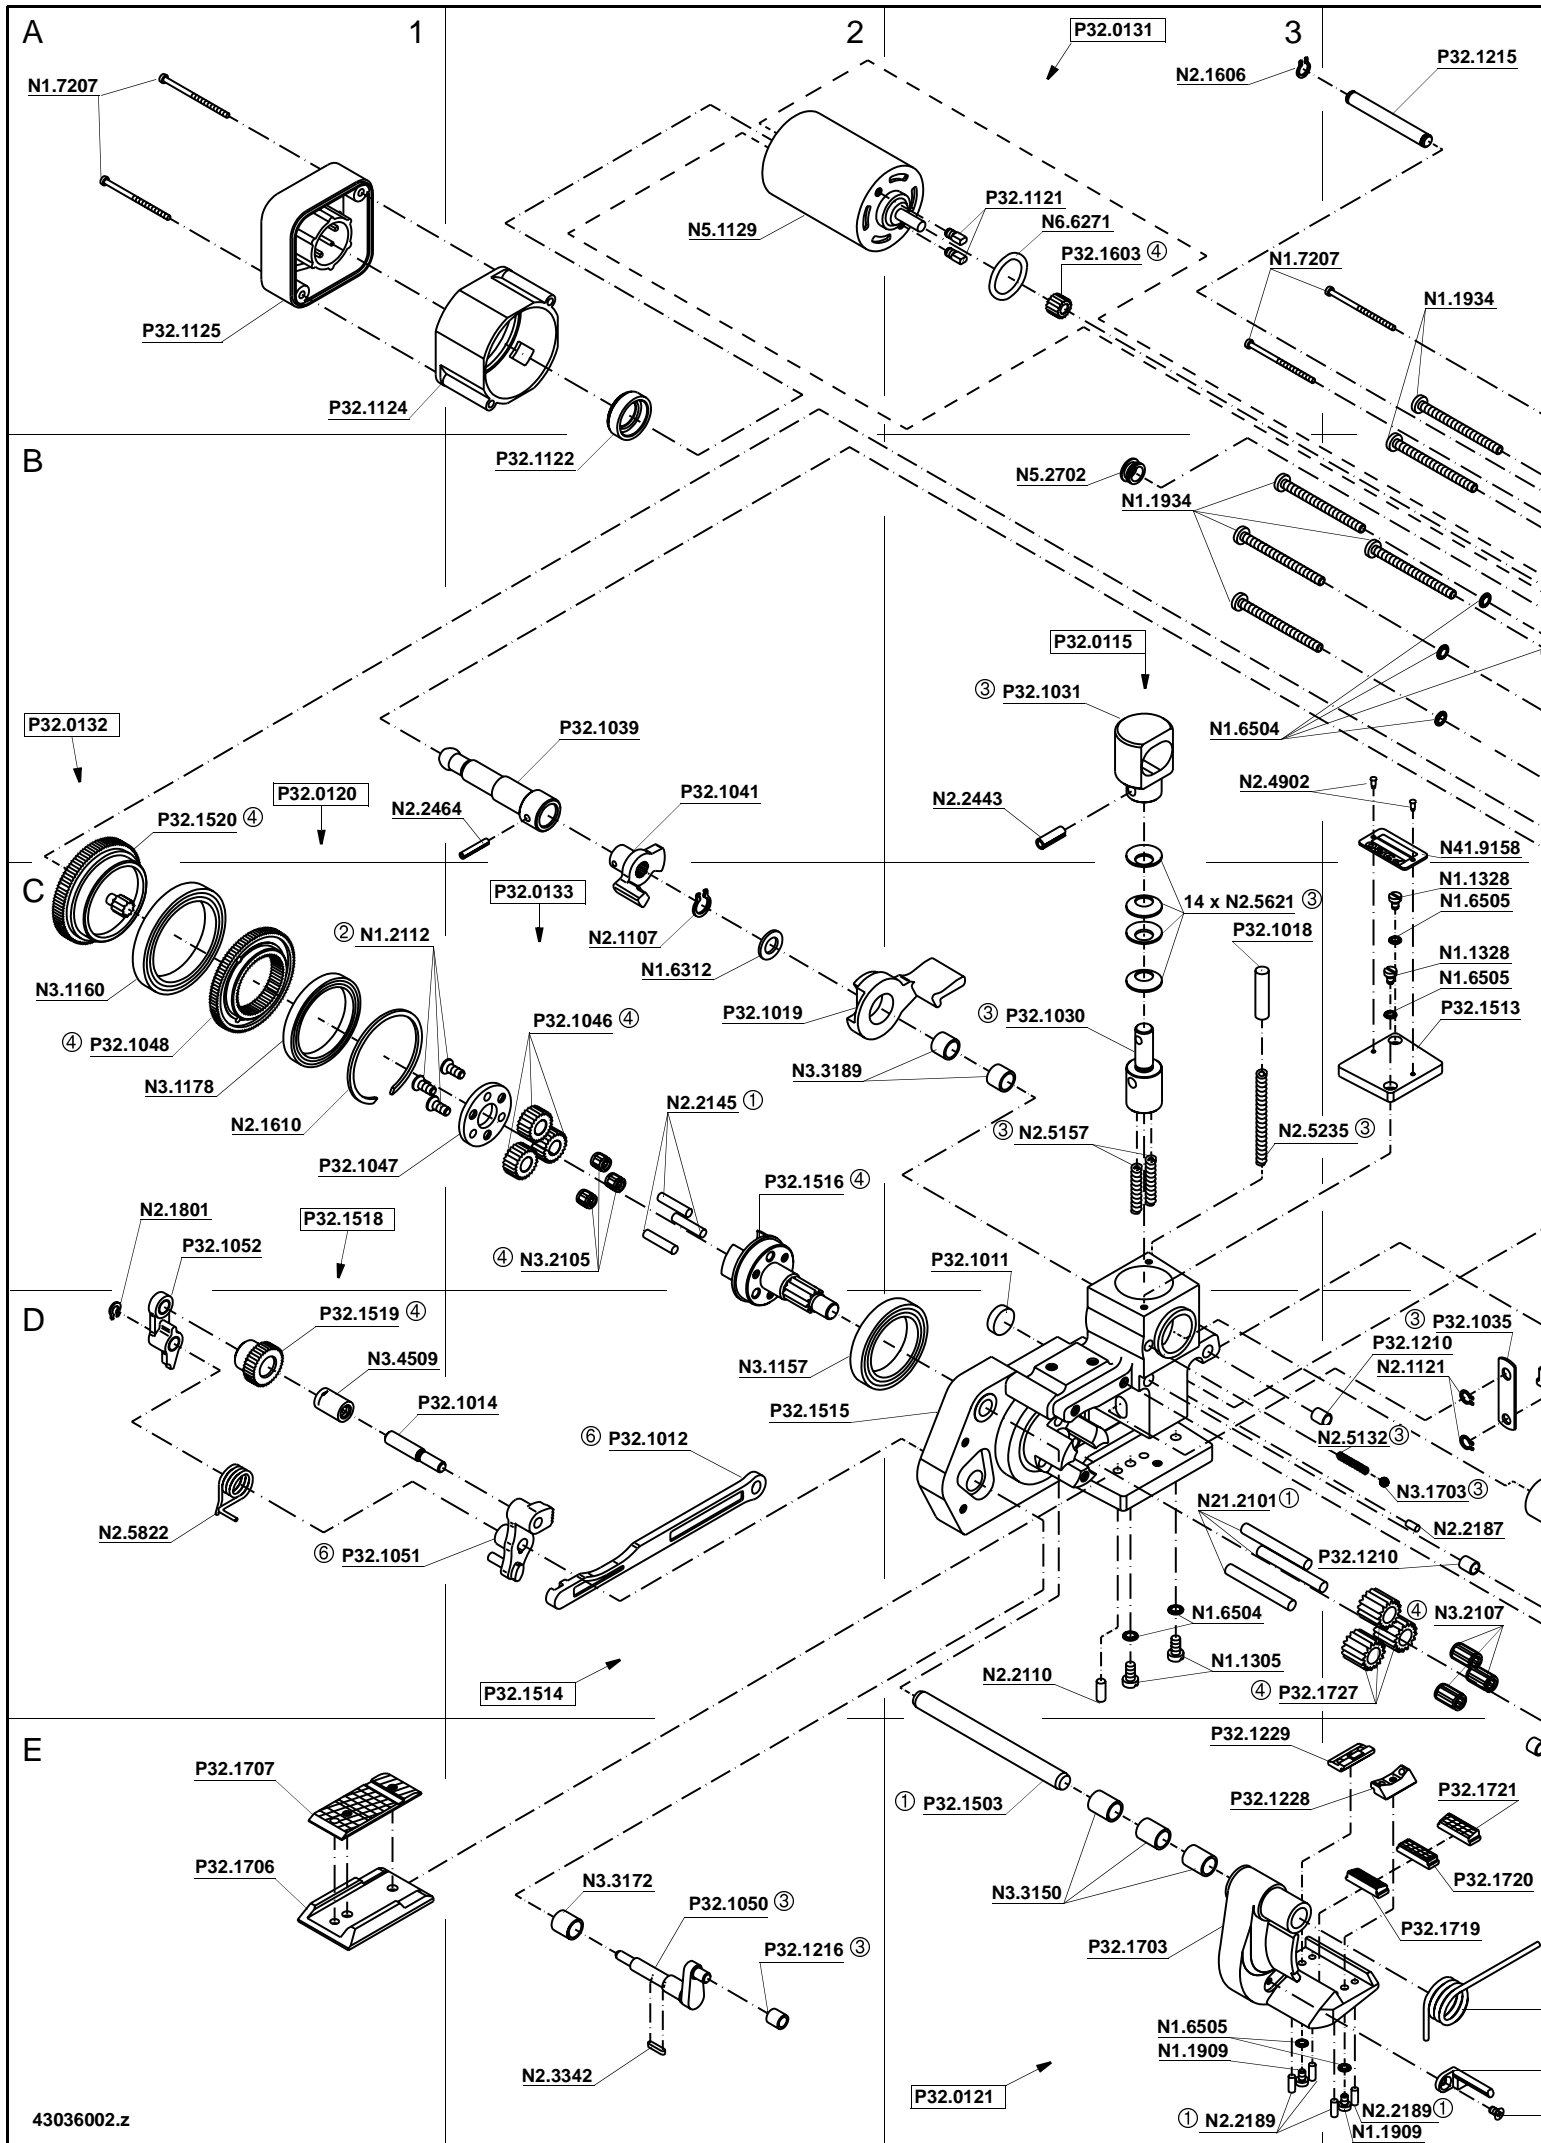 A
1
2
3
P32.0131
N1.7207
N2.1606
P32.1215
P32.1121
N6.6271
N5.1129
P32.1603 ④
N1.7207
N1.1934
P32.1125
P32.1124
P32.1122
B
N5.2702
N1.1934
P32.0115
③ P32.1031
P32.0132
P32.1039
N1.6504
P32.0120
P32.1041
N2.2464
N2.2443
N2.4902
P32.1520 ④
N41.9158
C
P32.0133
N1.1328
14 x N2.5621 ③
N1.6505
② N1.2112
N2.1107
P32.1018
N1.6312
N1.1328
N3.1160
N1.6505
P32.1019
③ P32.1030
P32.1513
④ P32.1048
P32.1046 ④
N3.1178
N3.3189
N2.1610
N2.2145 ①
③ N2.5157
N2.5235 ③
P32.1047
P32.1516 ④
N2.1801
P32.1518
P32.1052
④ N3.2105
P32.1011
D
P32.1519 ④
③ P32.1035
P32.1210
N3.4509
N3.1157
N2.1121
P32.1014
P32.1515
⑥ P32.1012
N2.5132 ③
N3.1703 ③
N21.2101 ①
N2.5822
N2.2187
⑥ P32.1051
P32.1210
N1.6504
④ N3.2107
N1.1305
N2.2110
P32.1514
④ P32.1727
E
P32.1229
P32.1707
P32.1721
① P32.1503
P32.1228
P32.1706
N3.3172
N3.3150
P32.1720
P32.1050 ③
P32.1719
P32.1216 ③
P32.1703
N1.6505
N1.1909
N2.3342
P32.0121
N2.2189 ①
① N2.2189
N1.1909
43036002.z